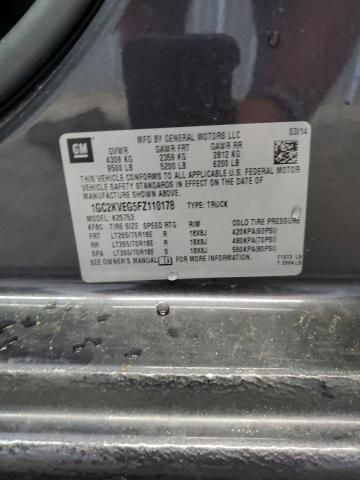 GM
MFD BY GENERAL MOTORS LLC
03/14
GVWR GAWR FRT GAWR RR
4309 KG 2359 KG 2812 KG
9500 LB 5200 LB 6200 LB
THIS VEHICLE CONFORMS TO ALL APPLICABLE U.S. FEDERAL MOTOR
VEHICLE SAFETY STANDARDS IN EFFECT ON THE DATE OF
MANUFACTURE SHOWN ABOVE.
1GC2KVEG5FZ110178 TYPE: TRUCK
MODEL: K25753
TIRE SIZE SPEED RTG RIM COLD TIRE PRESSURE
FRT LT265/70R18E R 18X8J 420KPA(60PSI)
RR LT265/70R18E R 18X8J 480KPA(70PSI)
SPA LT265/70R18E S 18X8J 550KPA(80PSI)
SEE OWNER'S MANUAL FOR MORE INFORMATION.